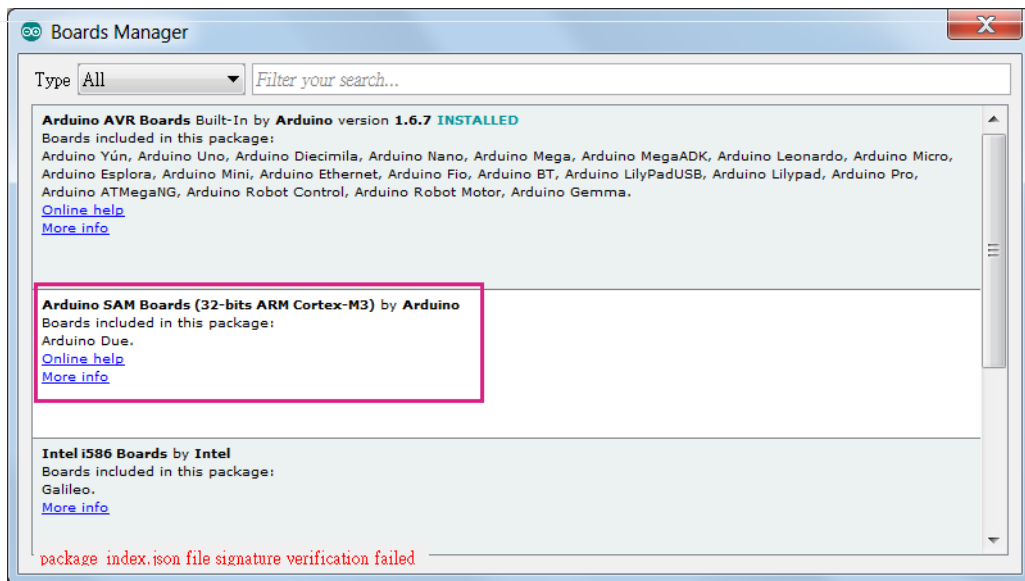 Boards Manager
X
Type All Filter your search...
Arduino AVR Boards Built-In by Arduino version 1.6.7 INSTALLED
Boards included in this package:
Arduino Yún, Arduino Uno, Arduino Diecimila, Arduino Nano, Arduino Mega, Arduino MegaADK, Arduino Leonardo, Arduino Micro,
Arduino Esplora, Arduino Mini, Arduino Ethernet, Arduino Fio, Arduino BT, Arduino LilyPadUSB, Arduino Lilypad, Arduino Pro,
Arduino ATMegaNG, Arduino Robot Control, Arduino Robot Motor, Arduino Gemma.
Online help
More info
Arduino SAM Boards (32-bits ARM Cortex-M3) by Arduino
Boards included in this package:
Arduino Due.
Online help
More info
Intel i586 Boards by Intel
Boards included in this package:
Galileo.
More info
package_index.json file signature verification failed